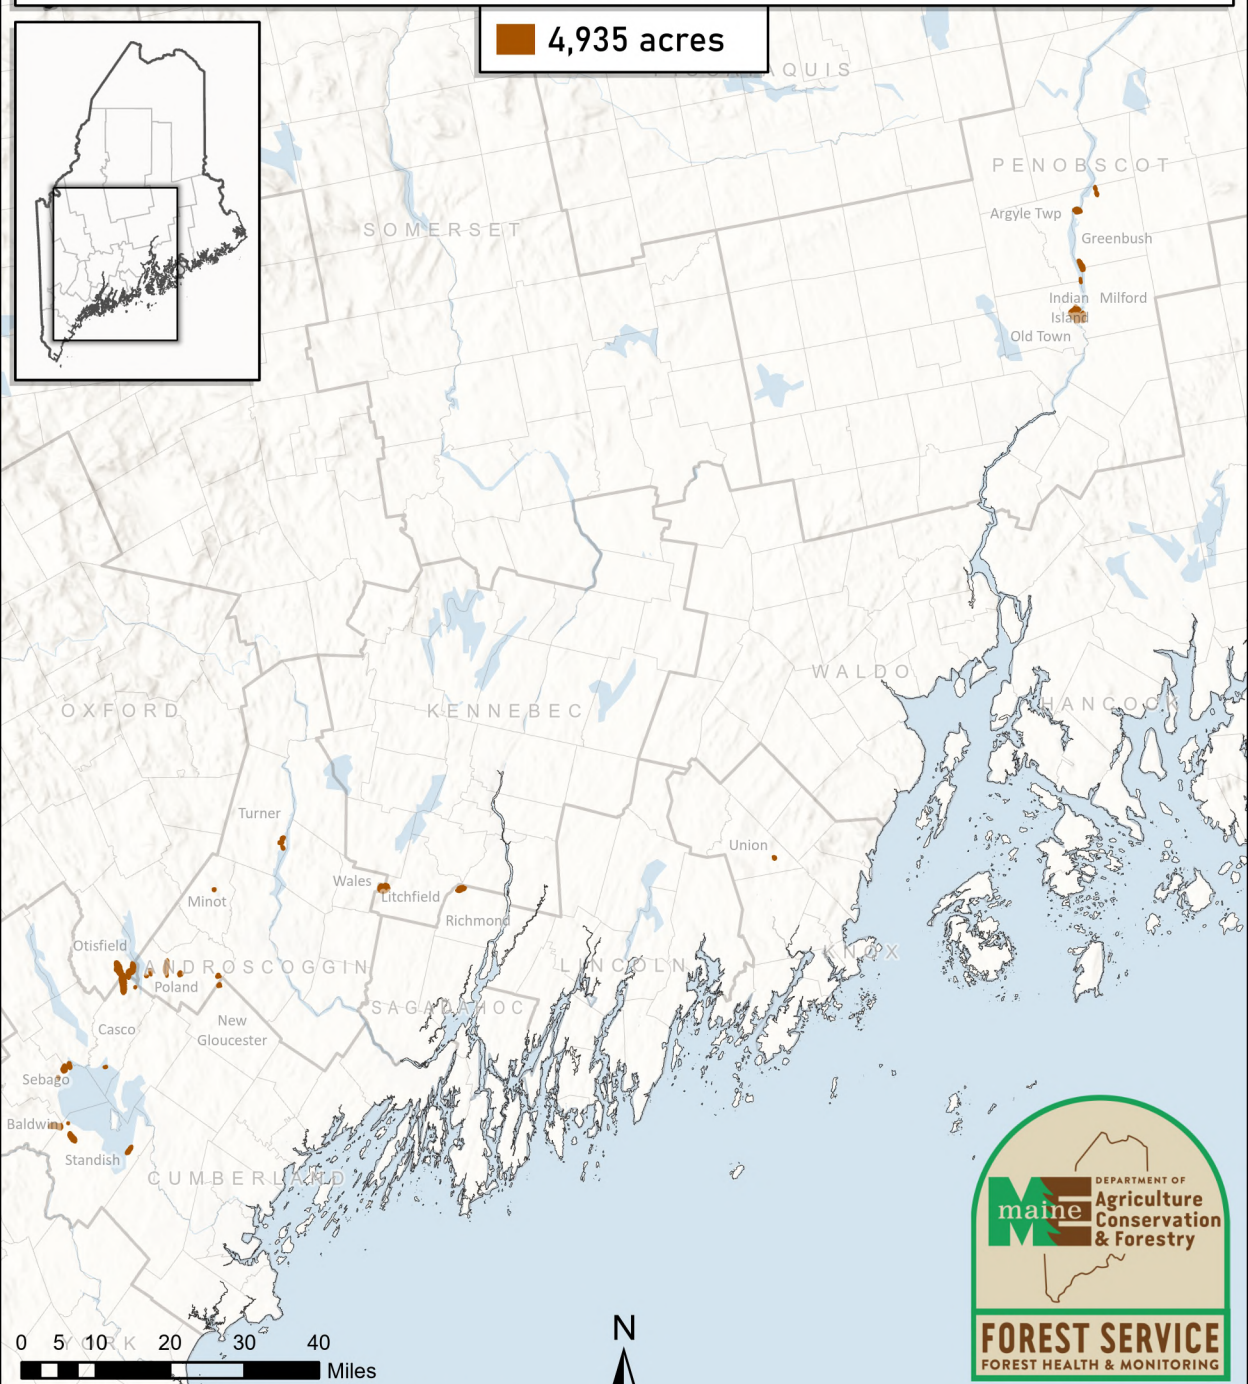 4,935 acres
PISCATAQUIS
PENOBSCOT
Argyle Twp
SOMERSET
Greenbush
Indian
Island
Milford
Old Town
WALDO
OXFORD
KENNEBEC
HANCOCK
Turner
Union
Wales
Litchfield
Minot
Richmond
Otisfield
KNOX
ANDROSCOGGIN
LINCOLN
Poland
SAGADAHOC
New
Gloucester
Casco
Sebago
Baldwin
Standish
CUMBERLAND
DEPARTMENT OF
maine
Agriculture
Conservation
& Forestry
N
FOREST SERVICE
FOREST HEALTH & MONITORING
0 5 10 20 30 40
YORK
Miles